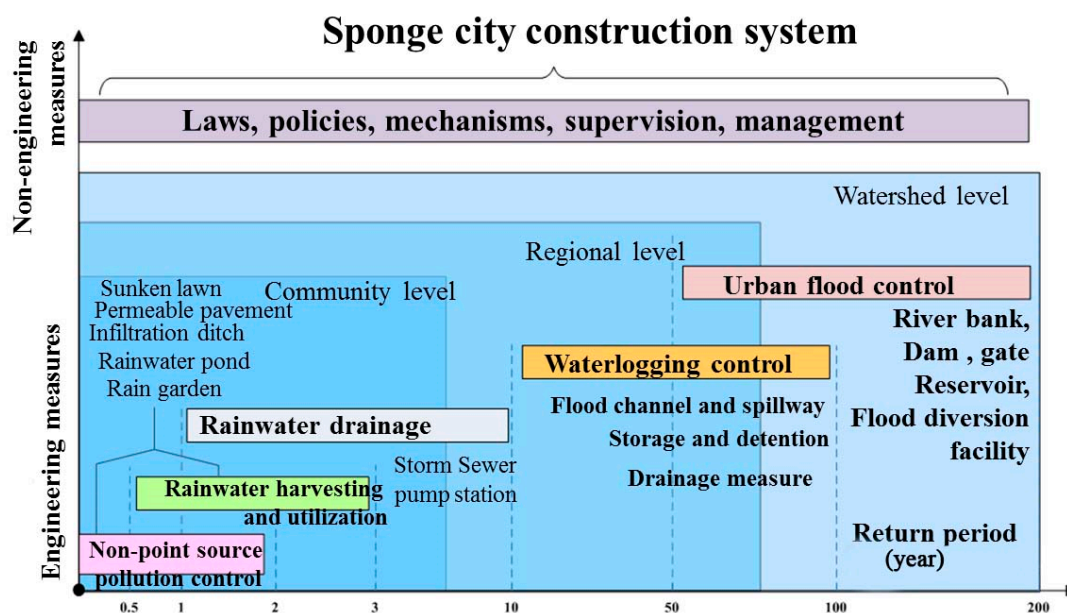 Sponge city construction system
Non-engineering
measures
Laws, policies, mechanisms, supervision, management
Watershed level
Regional level
Community level
Sunken lawn
Permeable pavement
Infiltration ditch
Rainwater pond
Rain garden
Urban flood control
River bank,
Dam , gate
Reservoir,
Flood diversion
facility
Waterlogging control
Flood channel and spillway
Storage and detention
Drainage measure
Rainwater drainage
Storm Sewer
pump station
Rainwater harvesting
and utilization
Non-point source
pollution control
Engineering measures
Return period
(year)
0.5 1 2 3 10 50 100 200